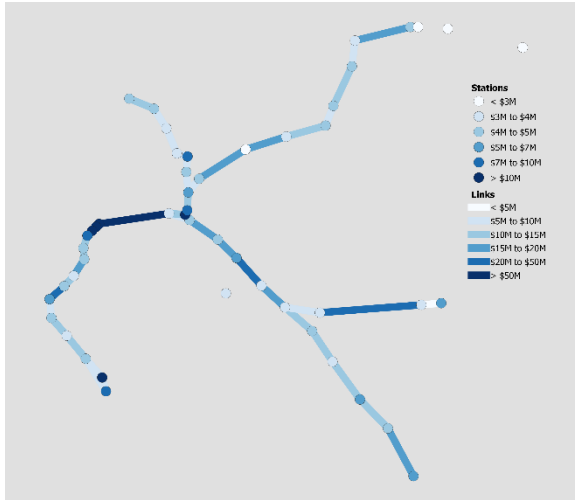 Stations
< $3M
$3M to $4M
$4M to $5M
$5M to $7M
$7M to $10M
> $10M
Links
< $5M
$5M to $10M
$10M to $15M
$15M to $20M
$20M to $50M
> $50M